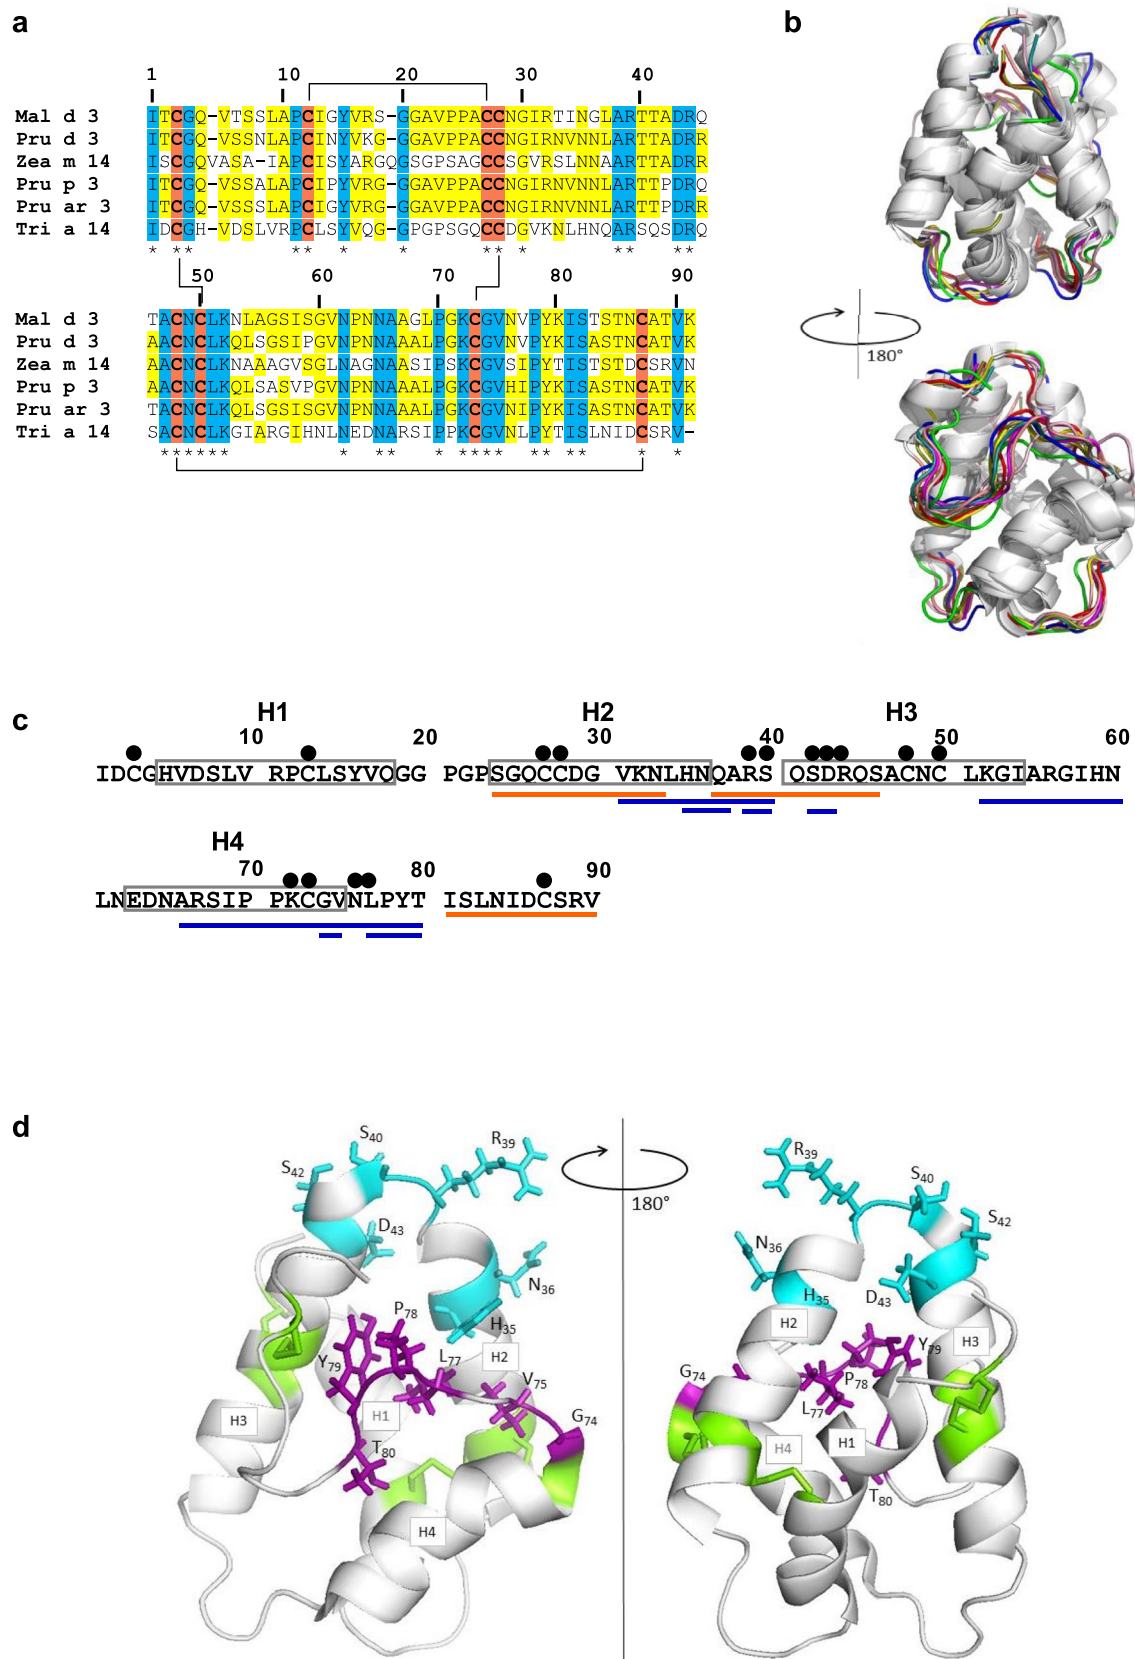 a
1 10 20 30 40
Mal d 3 ITCGQ-VTSSLAPCIGYVRS-GGAVPPACCNGIRTINGLARTTADRQ
Pru d 3 ITCGQ-VSSNLAPCINYVKG-GGAVPPACCNGIRNVNNLARTTADRR
Zea m 14 ISCGQVASA-IAPCISYARGQGSGPSAGCCSGVRSLNNAARTTADRR
Pru p 3 ITCGQ-VSSALAPCIPYVRG-GGAVPPACCNGIRNVNNLARTTPDRQ
Pru ar 3 ITCGQ-VSSSLAPCIGYVRG-GGAVPPACCNGIRNVNNLARTTPDRR
Tri a 14 IDCGH-VDSLVRPCLSYVQG-GPGPSGQCCDGVKNLHNQARSQSDRQ
* ** ** * * ** * ** **
50 60 70 80 90
Mal d 3 TACNCLKNLAGSISGVNPNNAAGLPGKCGVNVPYKISTSTNCATVK
Pru d 3 AACNCLKQLSGSIPGVNPNNAAALPGKCGVNVPYKISASTNCATVK
Zea m 14 AACNCLKNAAAGVSGLNAGNAASIPSKCGVSIPYTISTSTDCSRVN
Pru p 3 AACNCLKQLSASVPGVNPNNAAALPGKCGVHIPYKISASTNCATVK
Pru ar 3 TACNCLKQLSGSISGVNPNNAAALPGKCGVNIPYKISASTNCATVK
Tri a 14 SACNCLKGIARGIHNLNEDNARSIPPKCGVNLPYTISLNIDCSRV-
****** * ** * **** ** ** * *
b
180°
c
H1 H2 H3
10 20 30 40 50 60
IDCGHVDSLV RPCLSYVQGG PGPSGQCCDG VKNLHNQARS QSDRQSACNC LKGIARGIHN
H4
70 80 90
LNEDNARSIP PKCGVNLPYT ISLNIDCSRV
d
S40 R39 S42 D43 N36 P78 H35 Y79 L77 H2 V75 G74 H3 H1 T80 H4
180°
R39 S40 S42 N36 D43 H35 H2 Y79 H3 G74 P78 L77 H4 H1 T80